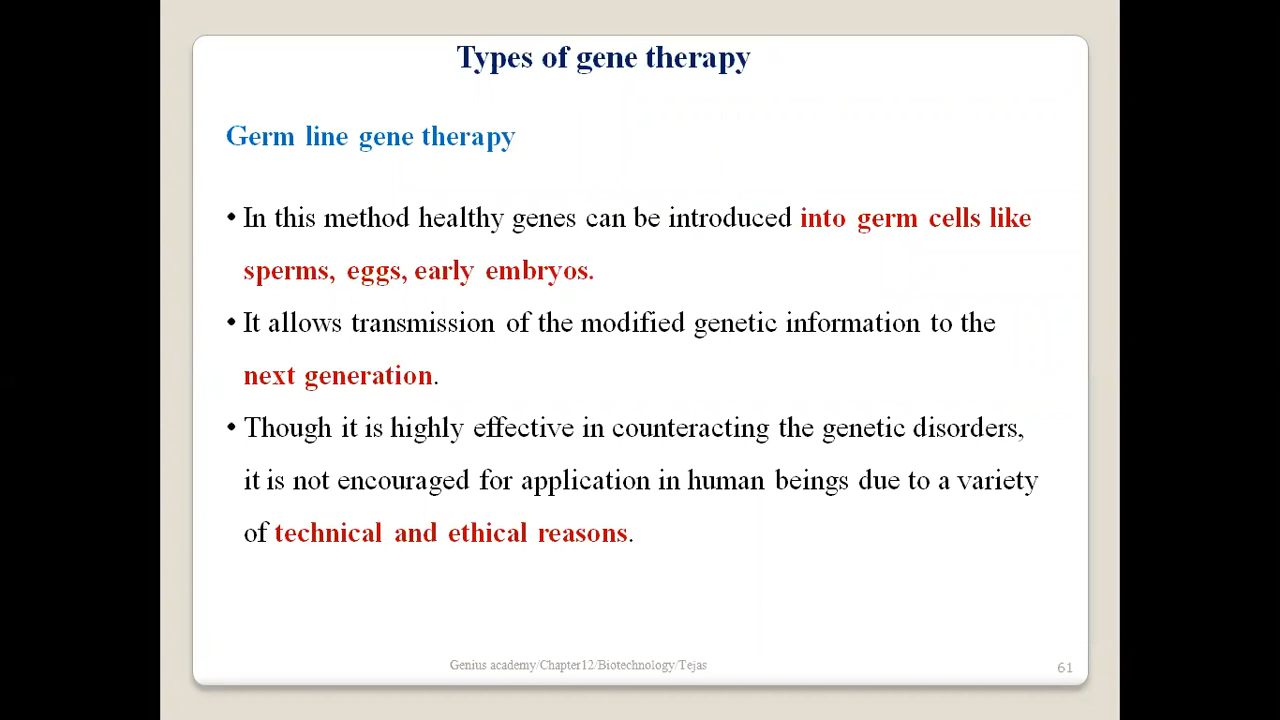 Types of gene therapy
Germ line gene therapy
• In this method healthy genes can be introduced into germ cells like
sperms, eggs, early embryos.
• It allows transmission of the modified genetic information to the
next generation.
• Though it is highly effective in counteracting the genetic disorders,
it is not encouraged for application in human beings due to a variety
of technical and ethical reasons.
Genius academy/Chapter12/Biotechnology/Tejas
61